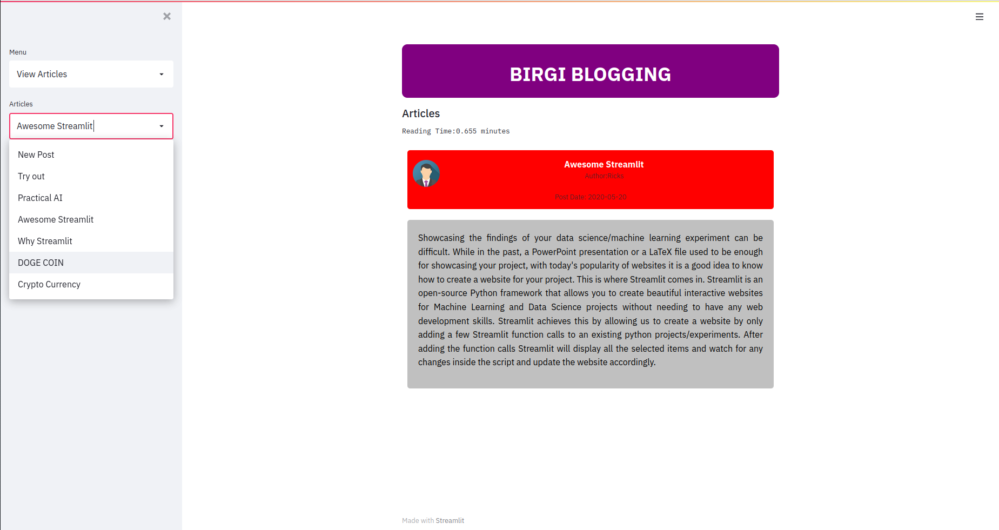 Menu
View Articles
Articles
Awesome Streamlit
New Post
Try out
Practical AI
Awesome Streamlit
Why Streamlit
DOGE COIN
Crypto Currency
BIRGI BLOGGING
Articles
Reading Time:0.655 minutes
Awesome Streamlit
Author:Ricks
Post Date: 2020-05-20
Showcasing the findings of your data science/machine learning experiment can be
difficult. While in the past, a PowerPoint presentation or a LaTeX file used to be enough
for showcasing your project, with today's popularity of websites it is a good idea to know
how to create a website for your project. This is where Streamlit comes in. Streamlit is an
open-source Python framework that allows you to create beautiful interactive websites
for Machine Learning and Data Science projects without needing to have any web
development skills. Streamlit achieves this by allowing us to create a website by only
adding a few Streamlit function calls to an existing python projects/experiments. After
adding the function calls Streamlit will display all the selected items and watch for any
changes inside the script and update the website accordingly.
Made with Streamlit